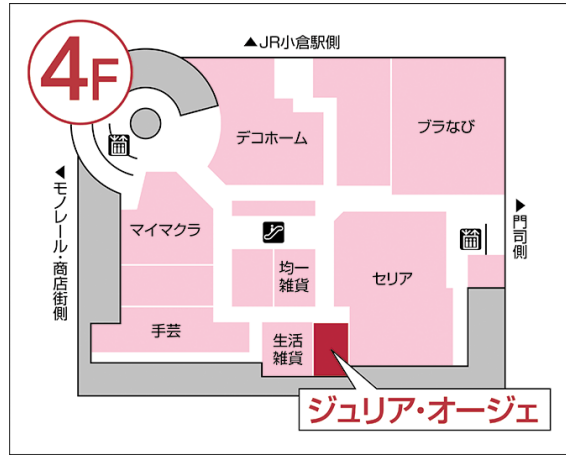 4F
▲JR小倉駅側
デコホーム
ブラなび
▲モノレール・商店街側
マイマクラ
▲門司側
均一
雑貨
セリア
手芸
生活
雑貨
ジュリア・オージェ